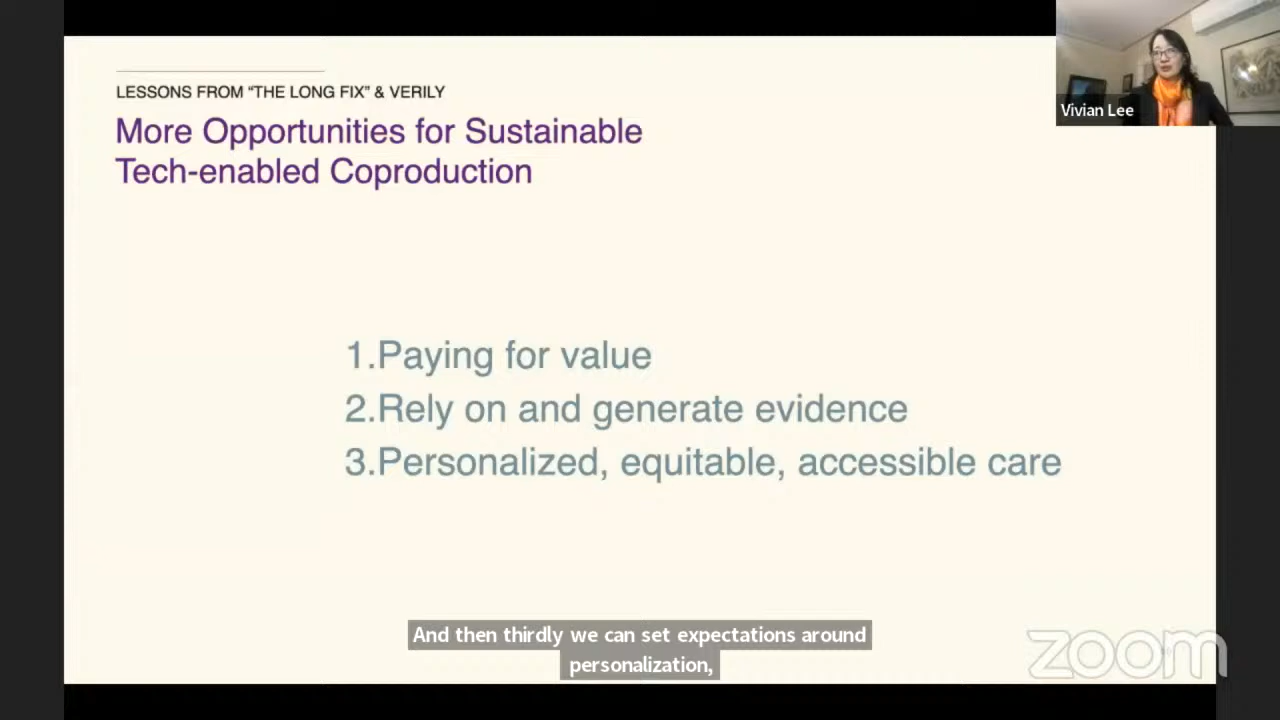 LESSONS FROM “THE LONG FIX” & VERILY
More Opportunities for Sustainable
Tech-enabled Coproduction
Vivian Lee
1.Paying for value
2.Rely on and generate evidence
3.Personalized, equitable, accessible care
And then thirdly we can set expectations around
personalization,
zoom